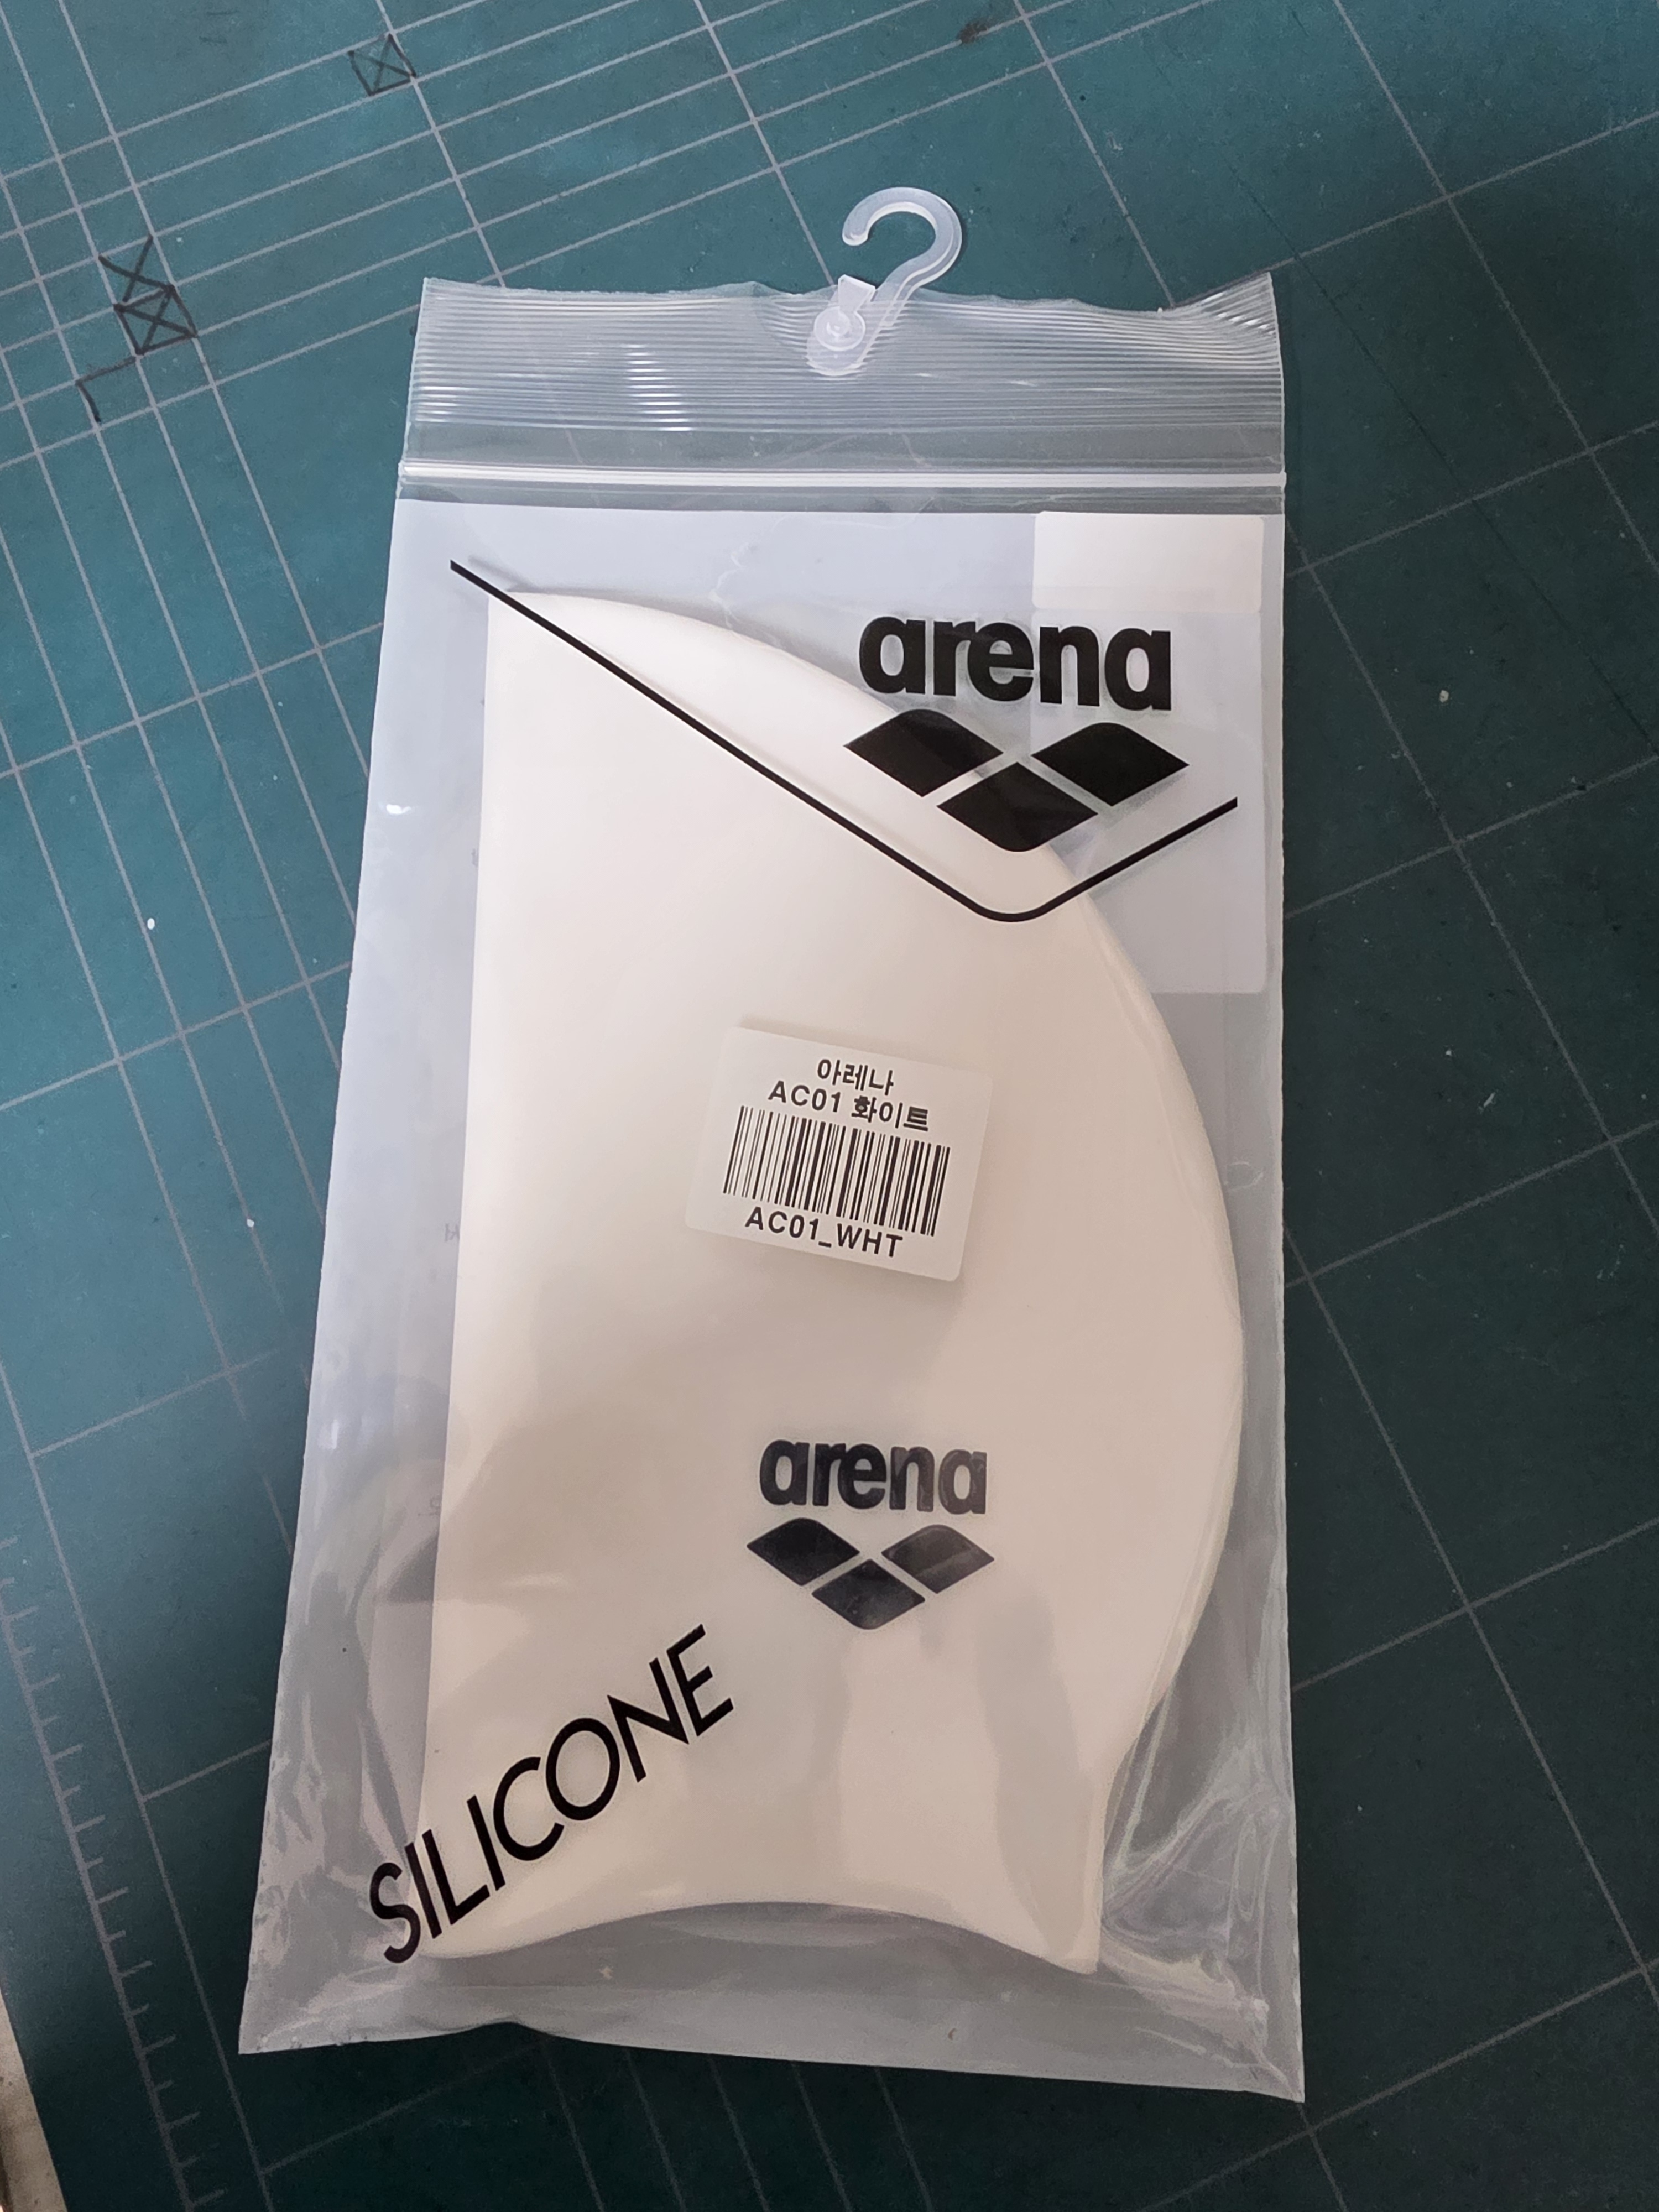 arena
아레나
AC01 화이트
AC01_WHT
arena
SILICONE